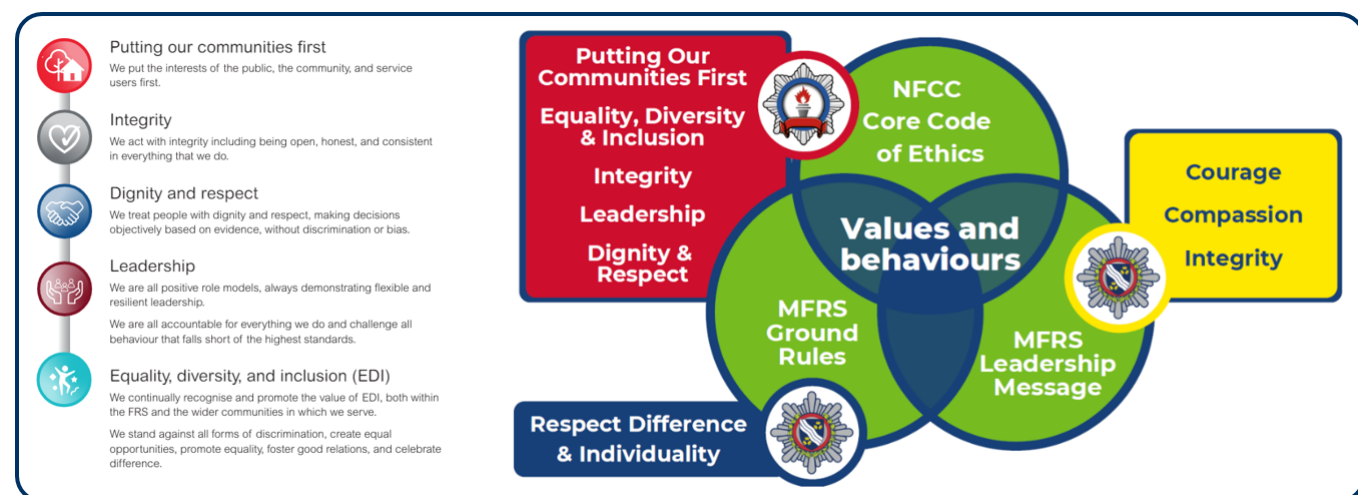 Putting our communities first
We put the interests of the public, the community, and service
users first.
Integrity
We act with integrity including being open, honest, and consistent
in everything that we do.
Dignity and respect
We treat people with dignity and respect, making decisions
objectively based on evidence, without discrimination or bias.
Leadership
We are all positive role models, always demonstrating flexible and
resilient leadership.
We are all accountable for everything we do and challenge all
behaviour that falls short of the highest standards.
Equality, diversity, and inclusion (EDI)
We continually recognise and promote the value of EDI, both within
the FRS and the wider communities in which we serve.
We stand against all forms of discrimination, create equal
opportunities, promote equality, foster good relations, and celebrate
difference.
Putting Our
Communities First
Equality, Diversity
& Inclusion
Integrity
Leadership
Dignity &
Respect
NFCC
Core Code
of Ethics
Values and
behaviours
MFRS
Ground
Rules
MFRS
Leadership
Message
Courage
Compassion
Integrity
Respect Difference
& Individuality